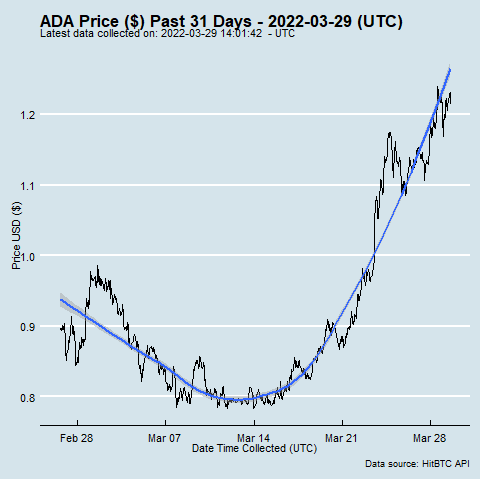 ADA Price ($) Past 31 Days - 2022-03-29 (UTC)
Latest data collected on: 2022-03-29 14:01:42 - UTC
Price USD ($)
1.2
1.1
1.0
0.9
0.8
Feb 28 Mar 07 Mar 14 Mar 21 Mar 28
Date Time Collected (UTC)
Data source: HitBTC API